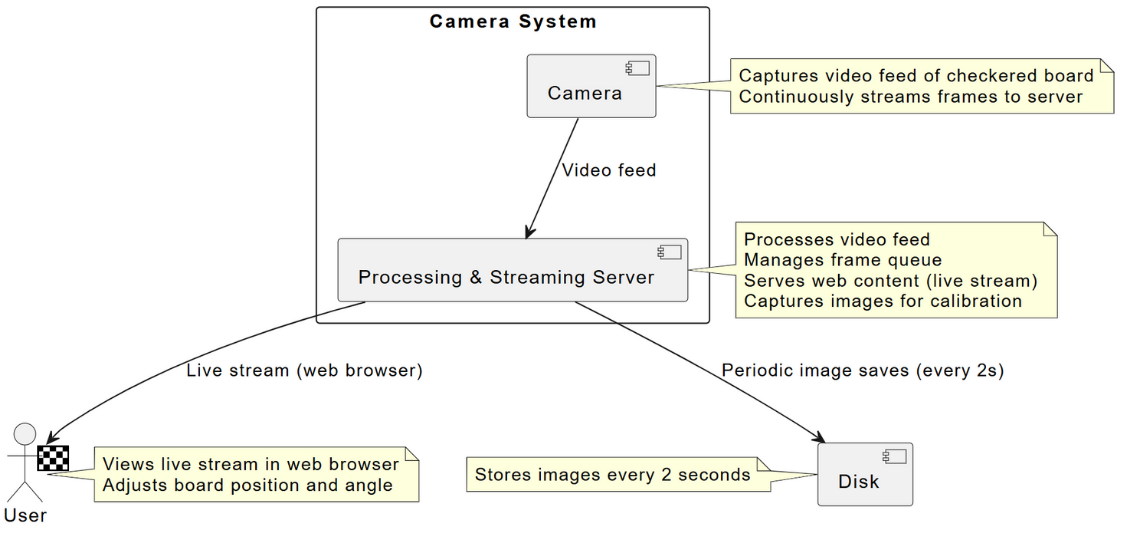 Camera System
Camera
Captures video feed of checkered board
Continuously streams frames to server
Video feed
Processing & Streaming Server
Processes video feed
Manages frame queue
Serves web content (live stream)
Captures images for calibration
Live stream (web browser)
Periodic image saves (every 2s)
User
Views live stream in web browser
Adjusts board position and angle
Stores images every 2 seconds
Disk